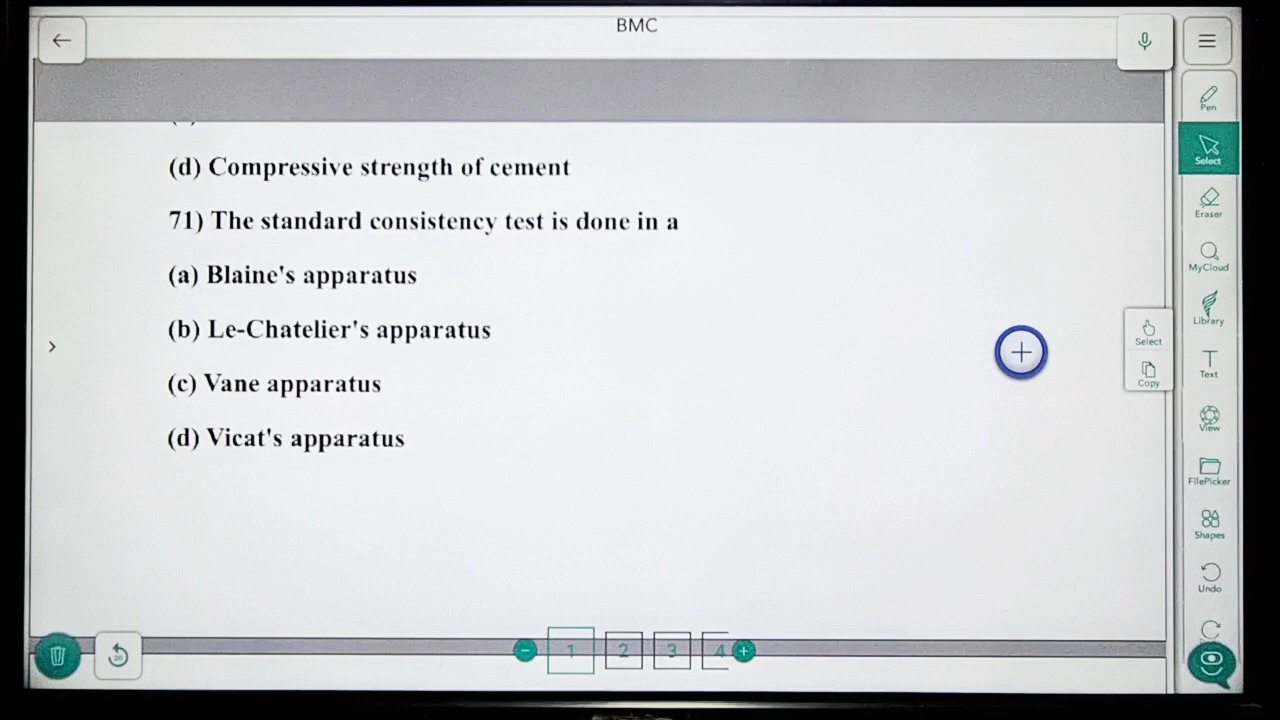 BMC
(d) Compressive strength of cement
71) The standard consistency test is done in a
(a) Blaine's apparatus
(b) Le-Chatelier's apparatus
(c) Vane apparatus
(d) Vicat's apparatus
Pen
Select
Eraser
MyCloud
Library
Select
Copy
Text
View
FilePicker
Shapes
Undo
20
1 2 3 4